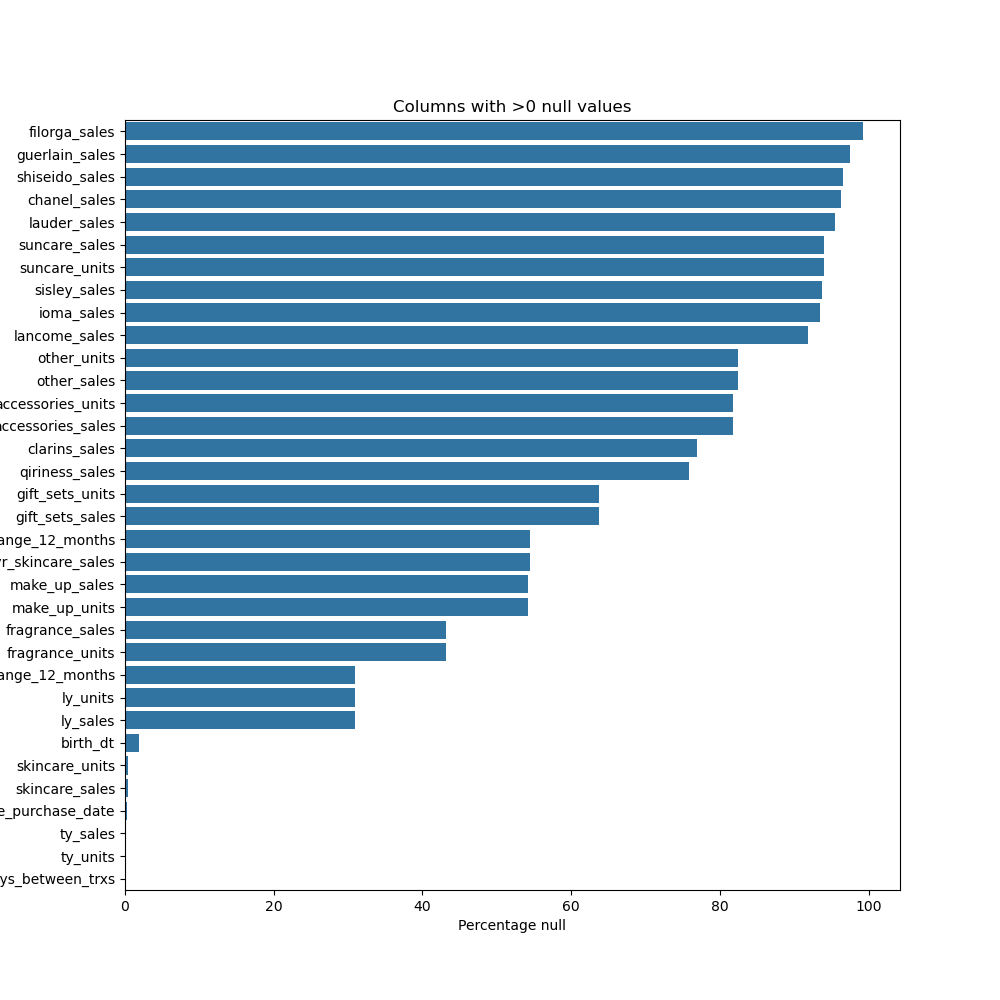 Columns with >0 null values
filorga_sales
guerlain_sales
shiseido_sales
chanel_sales
lauder_sales
suncare_sales
suncare_units
sisley_sales
ioma_sales
lancome_sales
other_units
other_sales
accessories_units
accessories_sales
clarins_sales
qiriness_sales
gift_sets_units
gift_sets_sales
ange_12_months
r_skincare_sales
make_up_sales
make_up_units
fragrance_sales
fragrance_units
ange_12_months
ly_units
ly_sales
birth_dt
skincare_units
skincare_sales
e_purchase_date
ty_sales
ty_units
ys_between_trxs
0 20 40 60 80 100
Percentage null